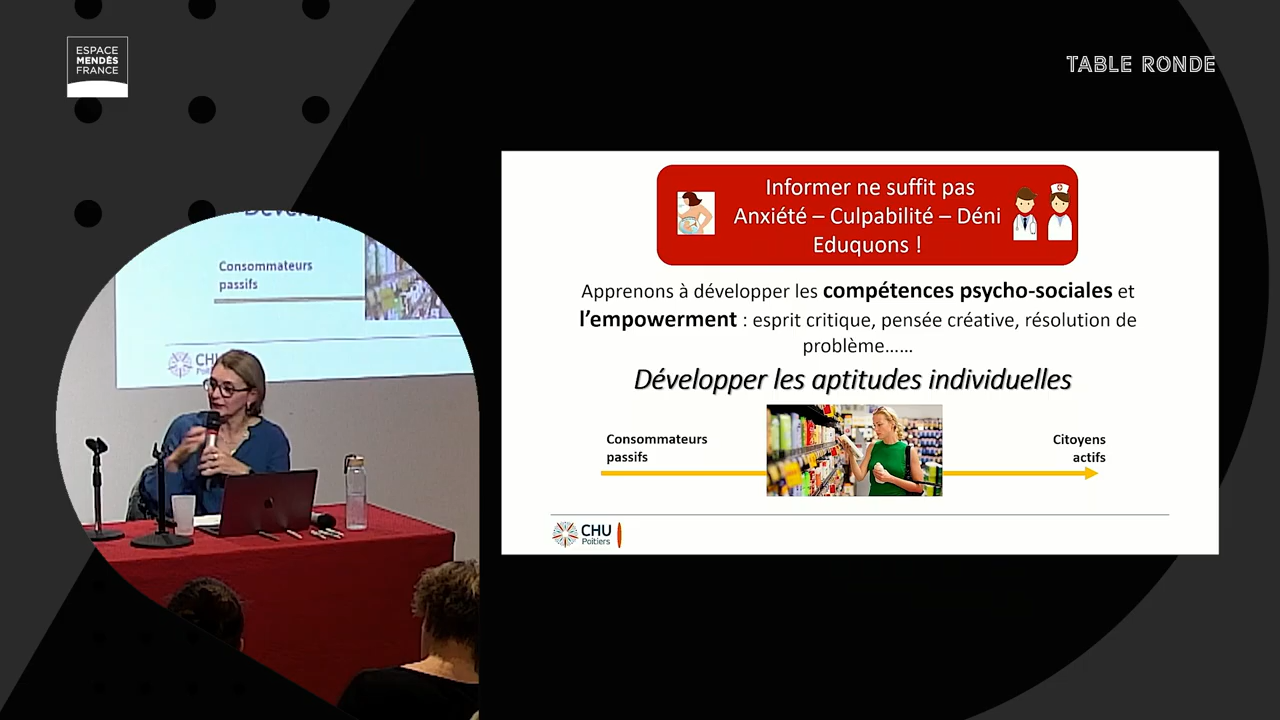 ESPACE
MENDÈS
FRANCE
TABLE RONDE
Informer ne suffit pas
Anxiété – Culpabilité – Déni
Eduquons !
Apprenons à développer les compétences psycho-sociales et
l’empowerment : esprit critique, pensée créative, résolution de
problème……
Développer les aptitudes individuelles
Consommateurs
passifs
Citoyens
actifs
CHU
Poitiers
Consommateurs
passifs
CHU